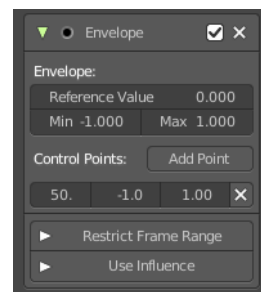 Envelope
Envelope:
Reference Value 0.000
Min -1.000 Max 1.000
Control Points: Add Point
50. -1.0 1.00
Restrict Frame Range
Use Influence